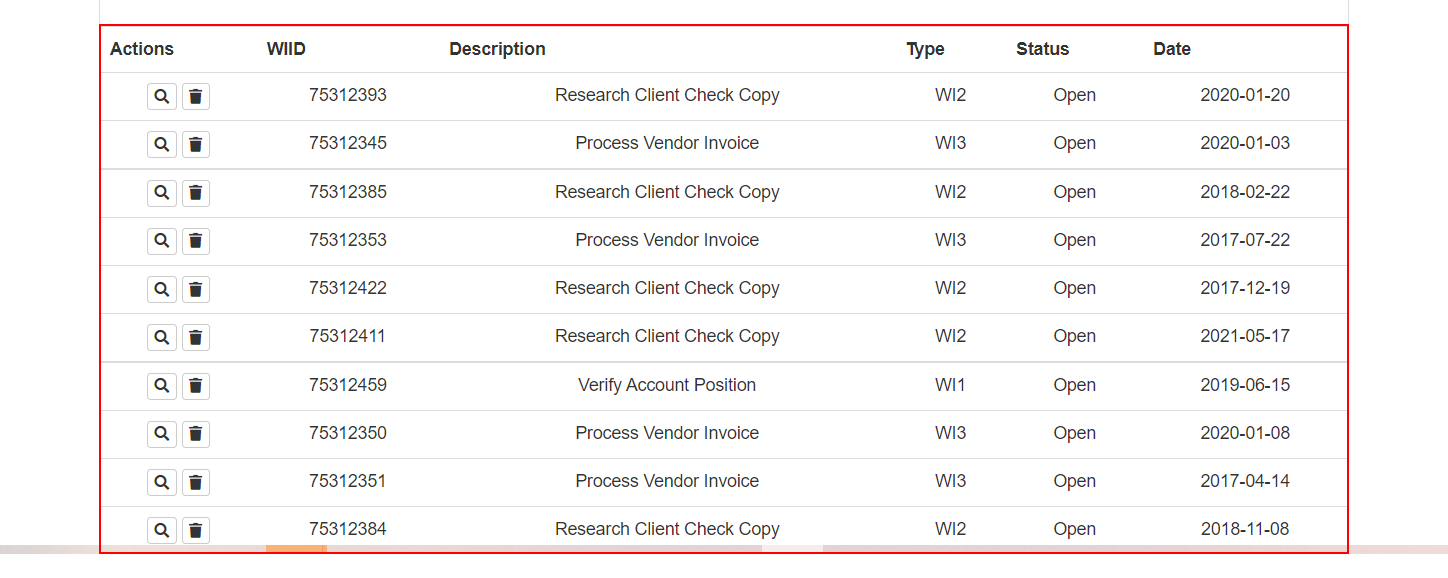 Actions WIID Description Type Status Date
75312393 Research Client Check Copy WI2 Open 2020-01-20
75312345 Process Vendor Invoice WI3 Open 2020-01-03
75312385 Research Client Check Copy WI2 Open 2018-02-22
75312353 Process Vendor Invoice WI3 Open 2017-07-22
75312422 Research Client Check Copy WI2 Open 2017-12-19
75312411 Research Client Check Copy WI2 Open 2021-05-17
75312459 Verify Account Position WI1 Open 2019-06-15
75312350 Process Vendor Invoice WI3 Open 2020-01-08
75312351 Process Vendor Invoice WI3 Open 2017-04-14
75312384 Research Client Check Copy WI2 Open 2018-11-08